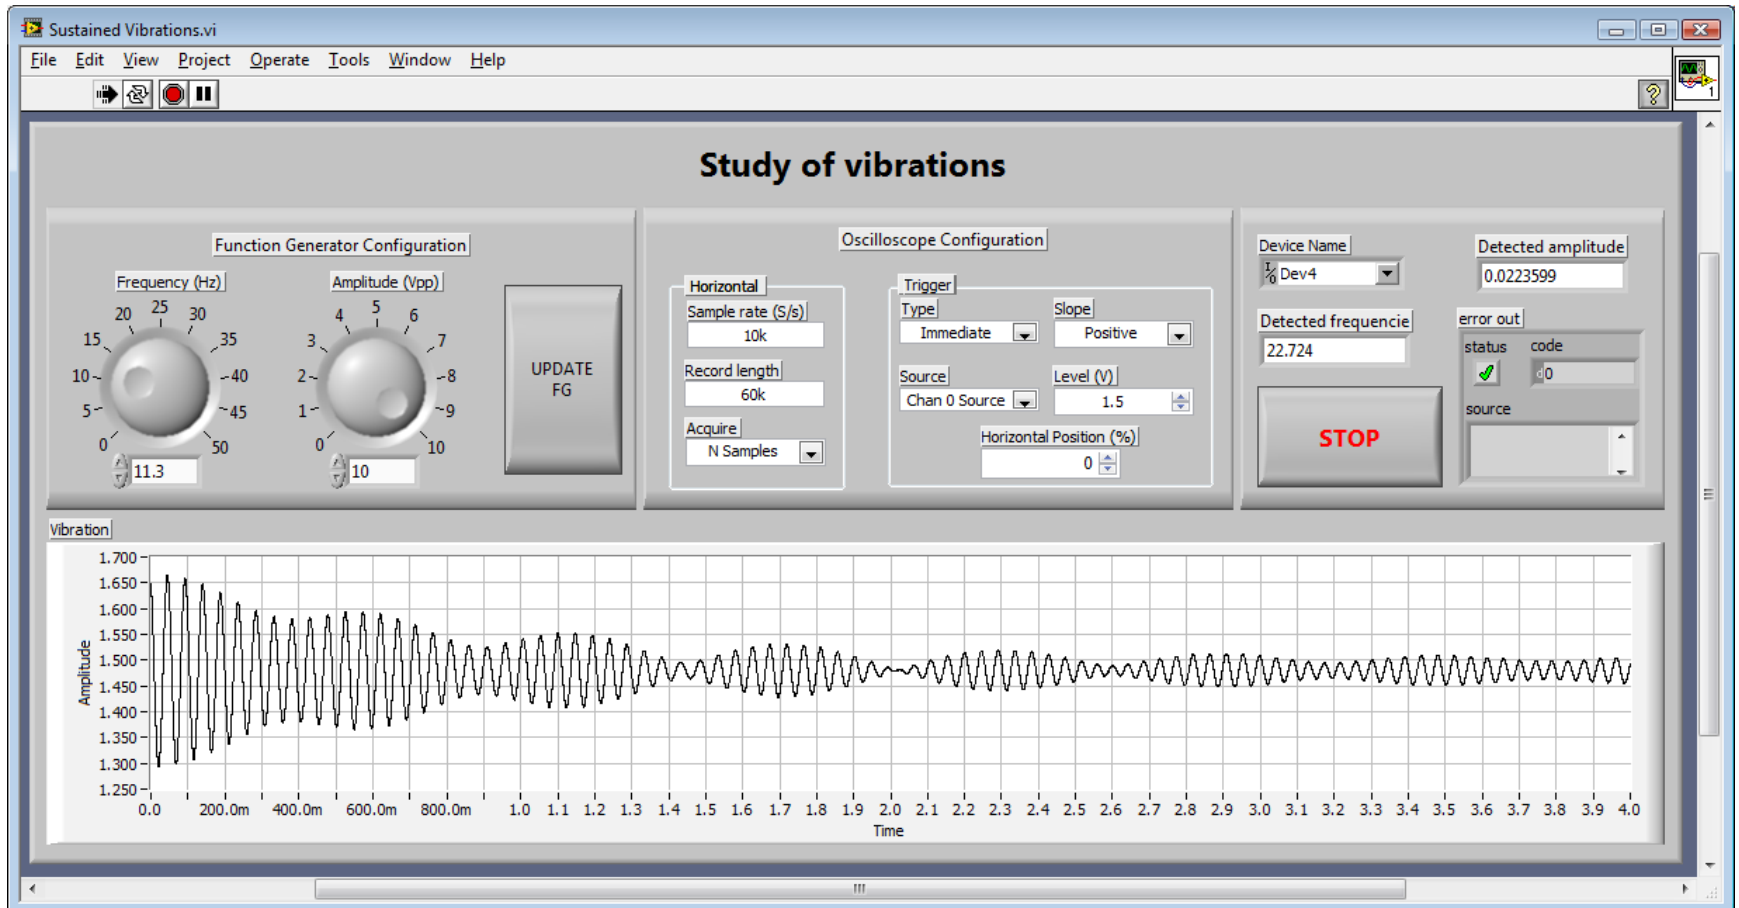 Sustained Vibrations.vi
File Edit View Project Operate Tools Window Help
1
Study of vibrations
Function Generator Configuration
Frequency (Hz)
0 5 10 15 20 25 30 35 40 45 50
11.3
Amplitude (Vpp)
0 1 2 3 4 5 6 7 8 9 10
10
UPDATE
FG
Oscilloscope Configuration
Horizontal
Sample rate (S/s)
10k
Record length
60k
Acquire
N Samples
Trigger
Type
Immediate
Slope
Positive
Source
Chan 0 Source
Level (V)
1.5
Horizontal Position (%)
0
Device Name
I/0 Dev4
Detected amplitude
0.0223599
Detected frequencie
22.724
STOP
error out
status
code
d0
source
Vibration
Amplitude
1.700
1.650
1.600
1.550
1.500
1.450
1.400
1.350
1.300
1.250
0.0 200.0m 400.0m 600.0m 800.0m 1.0 1.1 1.2 1.3 1.4 1.5 1.6 1.7 1.8 1.9 2.0 2.1 2.2 2.3 2.4 2.5 2.6 2.7 2.8 2.9 3.0 3.1 3.2 3.3 3.4 3.5 3.6 3.7 3.8 3.9 4.0
Time